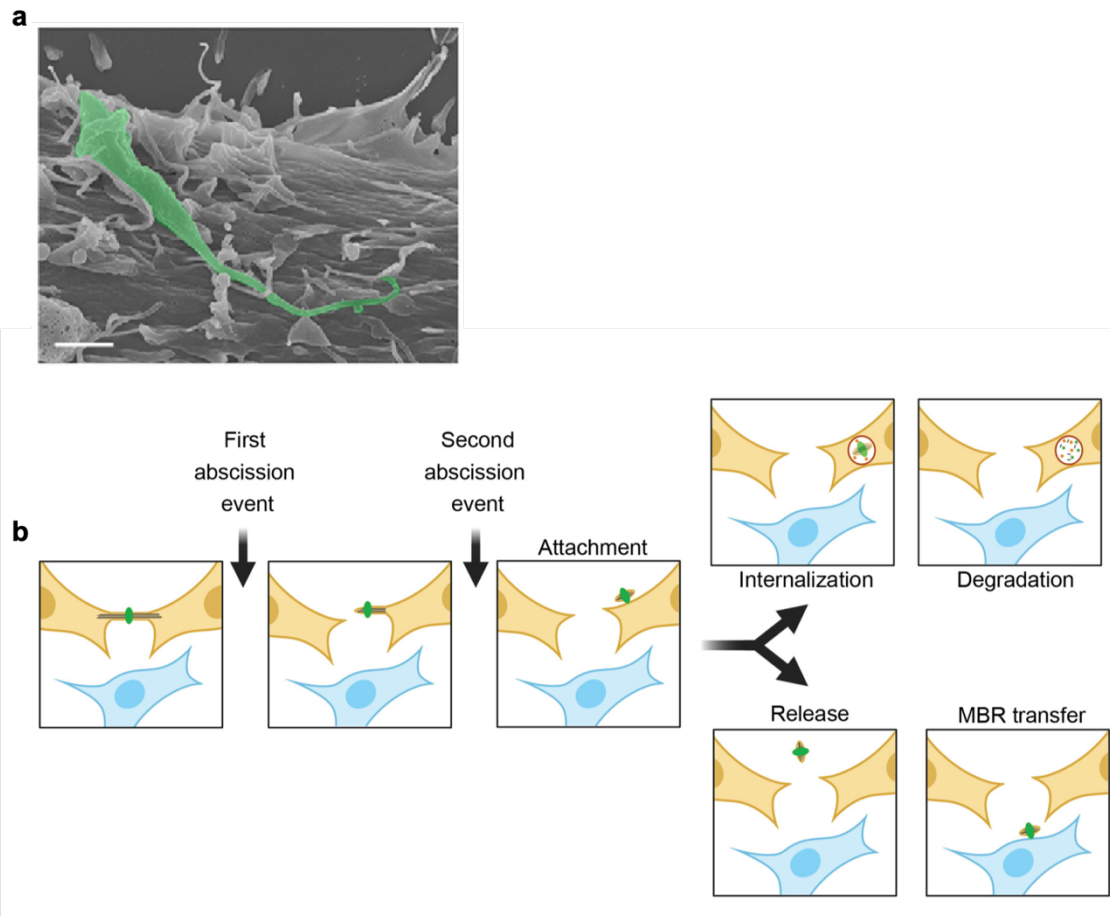 a
First
abscission
event
Second
abscission
event
b
Attachment
Internalization
Degradation
Release
MBR transfer